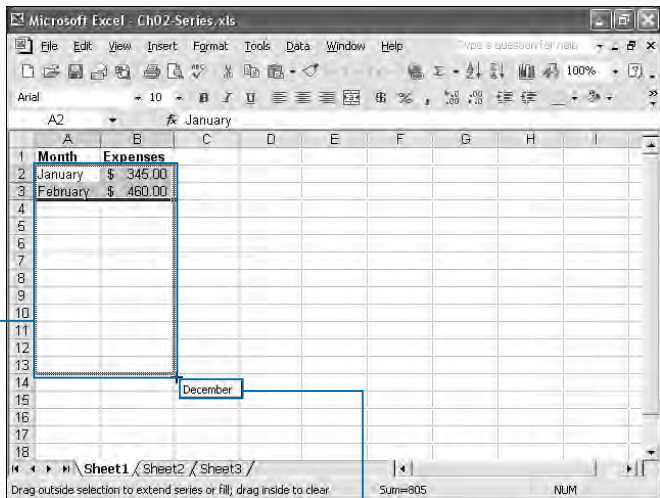 Microsoft Excel - Ch02-Series.xls
File Edit View Insert Format Tools Data Window Help Type a question for help
100%
Arial 10 B I U $ % ,
A2 fx January
A B C D E F G H I
1 Month Expenses
2 January $ 345.00
3 February $ 460.00
4
5
6
7
8
9
10
11
12
13
14
December
15
16
17
18
Sheet1 Sheet2 Sheet3
Drag outside selection to extend series or fill; drag inside to clear Sum=805 NUM